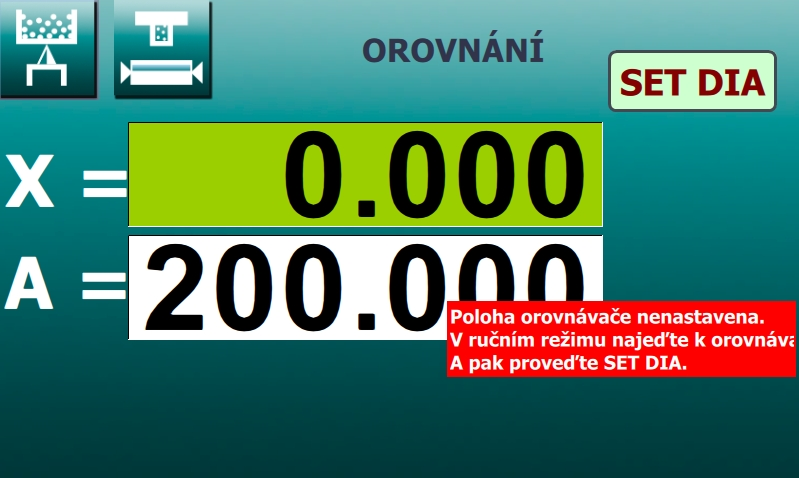 OROVNÁNÍ
SET DIA
X = 0.000
A = 200.000
Poloha orovnávače nenastavena.
V ručním režimu najeďte k orovnáva
A pak proveďte SET DIA.